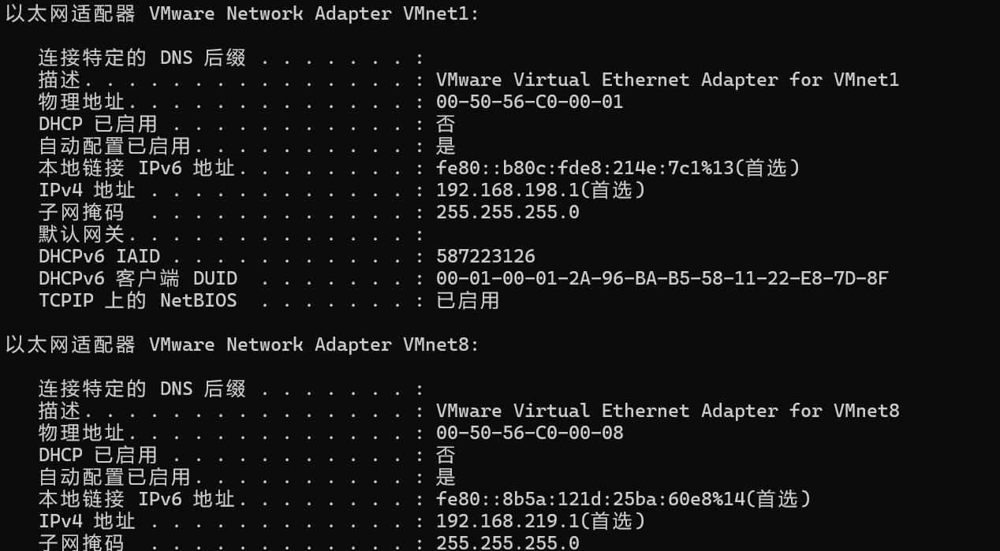 以太网适配器 VMware Network Adapter VMnet1:
连接特定的 DNS 后缀 . . . . . . . :
描述. . . . . . . . . . . . . . . : VMware Virtual Ethernet Adapter for VMnet1
物理地址. . . . . . . . . . . . . : 00-50-56-C0-00-01
DHCP 已启用 . . . . . . . . . . . : 否
自动配置已启用. . . . . . . . . . : 是
本地链接 IPv6 地址. . . . . . . . : fe80::b80c:fde8:214e:7c1%13(首选)
IPv4 地址 . . . . . . . . . . . . : 192.168.198.1(首选)
子网掩码  . . . . . . . . . . . . : 255.255.255.0
默认网关. . . . . . . . . . . . . :
DHCPv6 IAID . . . . . . . . . . . : 587223126
DHCPv6 客户端 DUID  . . . . . . . : 00-01-00-01-2A-96-BA-B5-58-11-22-E8-7D-8F
TCPIP 上的 NetBIOS  . . . . . . . : 已启用
以太网适配器 VMware Network Adapter VMnet8:
连接特定的 DNS 后缀 . . . . . . . :
描述. . . . . . . . . . . . . . . : VMware Virtual Ethernet Adapter for VMnet8
物理地址. . . . . . . . . . . . . : 00-50-56-C0-00-08
DHCP 已启用 . . . . . . . . . . . : 否
自动配置已启用. . . . . . . . . . : 是
本地链接 IPv6 地址. . . . . . . . : fe80::8b5a:121d:25ba:60e8%14(首选)
IPv4 地址 . . . . . . . . . . . . : 192.168.219.1(首选)
子网掩码  . . . . . . . . . . . . : 255.255.255.0